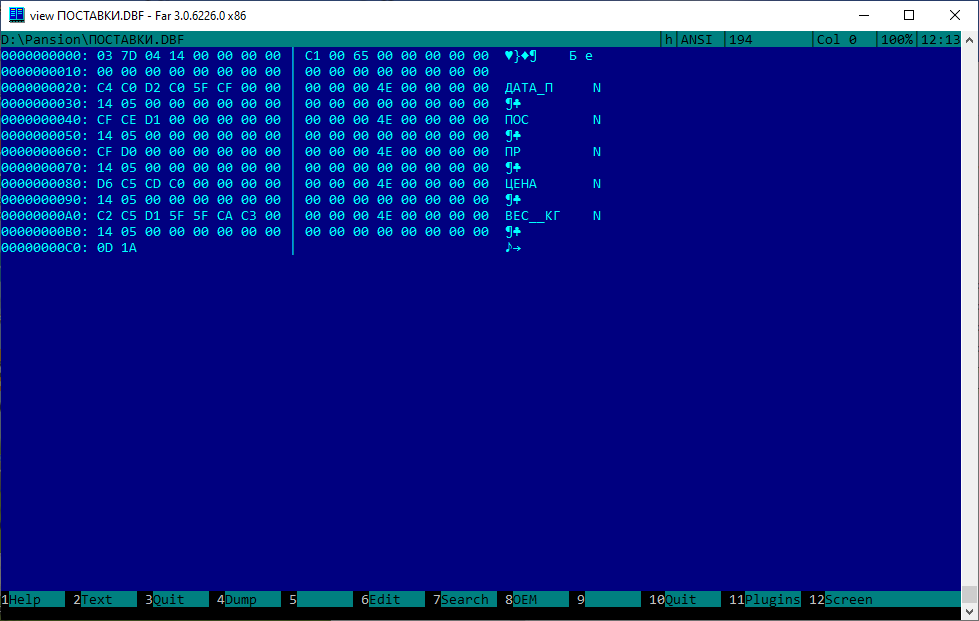 view ПОСТАВКИ.DBF - Far 3.0.6226.0 x86
D:\Pansion\ПОСТАВКИ.DBF h ANSI 194 Col 0 100% 12:13
0000000000: 03 7D 04 14 00 00 00 00 │ C1 00 65 00 00 00 00 00 ♥}♦¶ Б е
0000000010: 00 00 00 00 00 00 00 00 │ 00 00 00 00 00 00 00 00
0000000020: C4 C0 D2 C0 5F CF 00 00 │ 00 00 00 4E 00 00 00 00 ДАТА_П N
0000000030: 14 05 00 00 00 00 00 00 │ 00 00 00 00 00 00 00 00 ¶♣
0000000040: CF CE D1 00 00 00 00 00 │ 00 00 00 4E 00 00 00 00 ПОС N
0000000050: 14 05 00 00 00 00 00 00 │ 00 00 00 00 00 00 00 00 ¶♣
0000000060: CF D0 00 00 00 00 00 00 │ 00 00 00 4E 00 00 00 00 ПР N
0000000070: 14 05 00 00 00 00 00 00 │ 00 00 00 00 00 00 00 00 ¶♣
0000000080: D6 C5 CD C0 00 00 00 00 │ 00 00 00 4E 00 00 00 00 ЦЕНА N
0000000090: 14 05 00 00 00 00 00 00 │ 00 00 00 00 00 00 00 00 ¶♣
00000000A0: C2 C5 D1 5F 5F CA C3 00 │ 00 00 00 4E 00 00 00 00 ВЕС__КГ N
00000000B0: 14 05 00 00 00 00 00 00 │ 00 00 00 00 00 00 00 00 ¶♣
00000000C0: 0D 1A │ ♪→
1Help 2Text 3Quit 4Dump 5 6Edit 7Search 8OEM 9 10Quit 11Plugins 12Screen